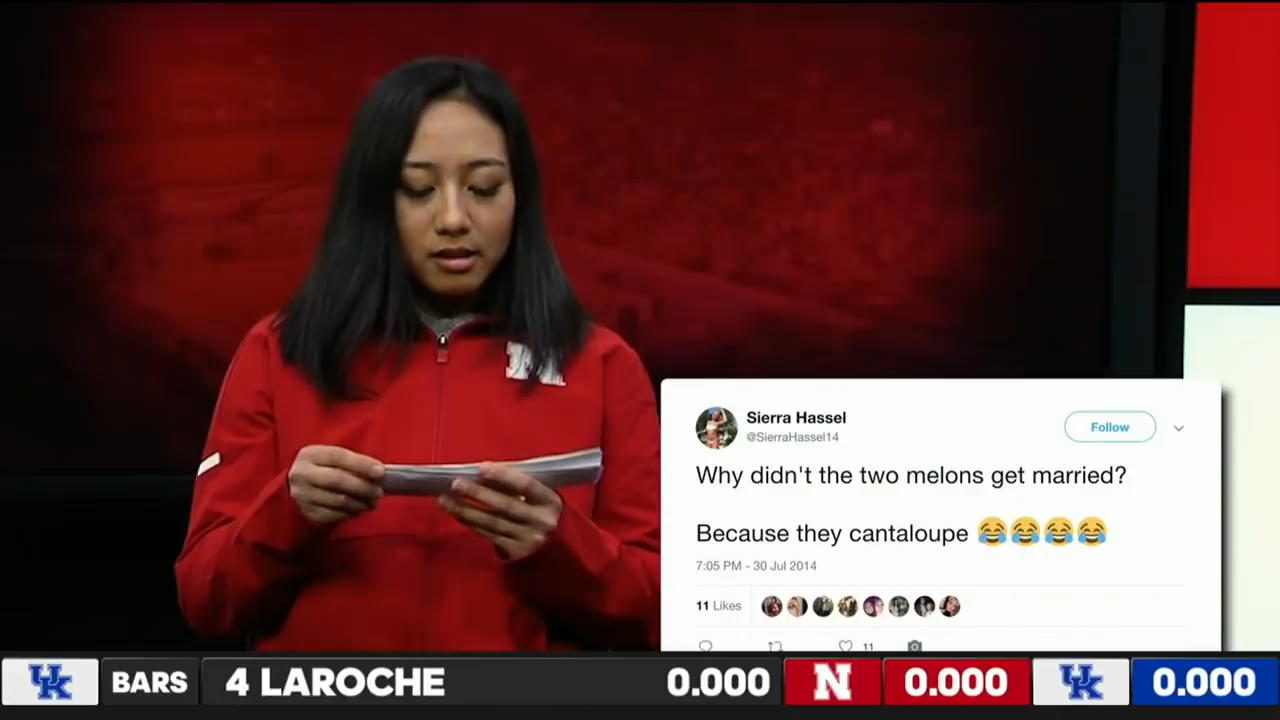 Sierra Hassel
@SierraHassel14
Follow
Why didn't the two melons get married?
Because they cantaloupe 😂😂😂😂
7:05 PM - 30 Jul 2014
11 Likes
11
N
UK BARS 4 LAROCHE 0.000 N 0.000 UK 0.000